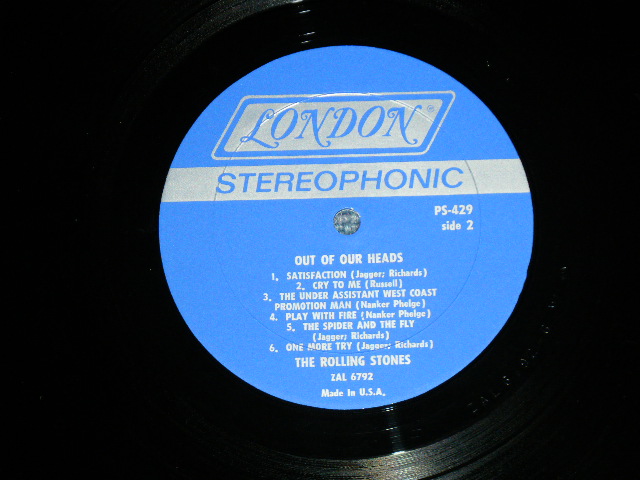 LONDON®
STEREOPHONIC
PS-429
side 2
OUT OF OUR HEADS
1. SATISFACTION (Jagger; Richards)
2. CRY TO ME (Russell)
3. THE UNDER ASSISTANT WEST COAST
PROMOTION MAN (Nanker Phelge)
4. PLAY WITH FIRE (Nanker Phelge)
5. THE SPIDER AND THE FLY
(Jagger; Richards)
6. ONE MORE TRY (Jagger; Richards)
THE ROLLING STONES
ZAL 6792
Made in U.S.A.